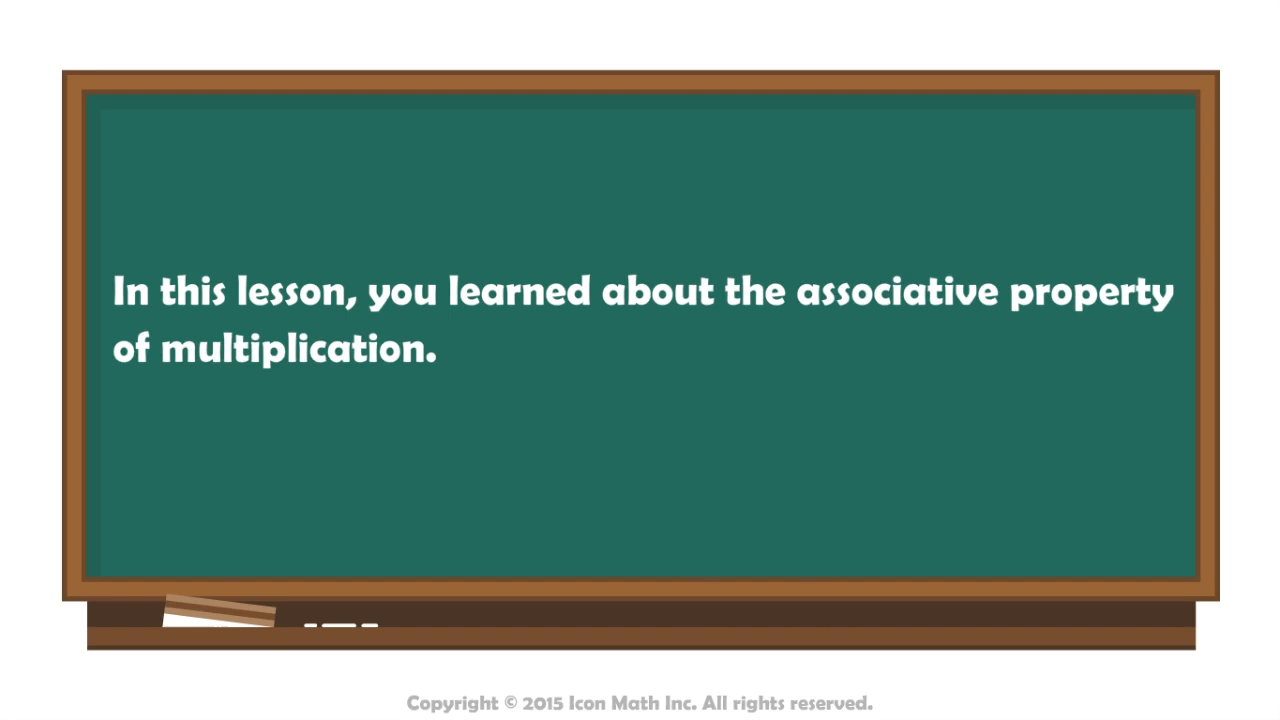 In this lesson, you learned about the associative property
of multiplication.
Copyright © 2015 Icon Math Inc. All rights reserved.